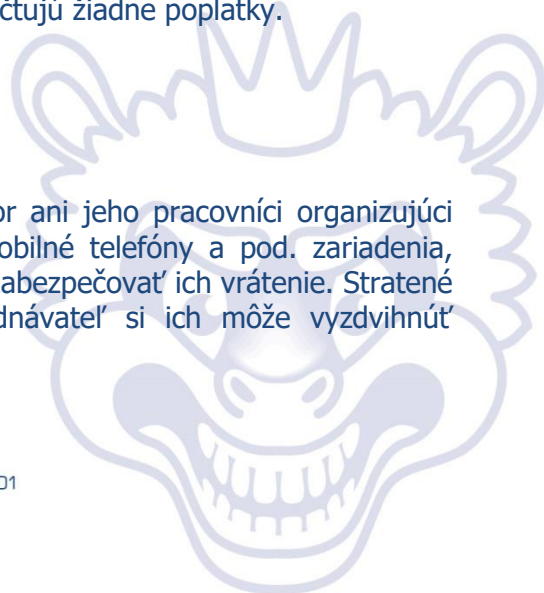 čtujú žiadne poplatky.
or ani jeho pracovníci organizujúci
obilné telefóny a pod. zariadenia,
abezpečovať ich vrátenie. Stratené
dnávateľ si ich môže vyzdvihnúť
01